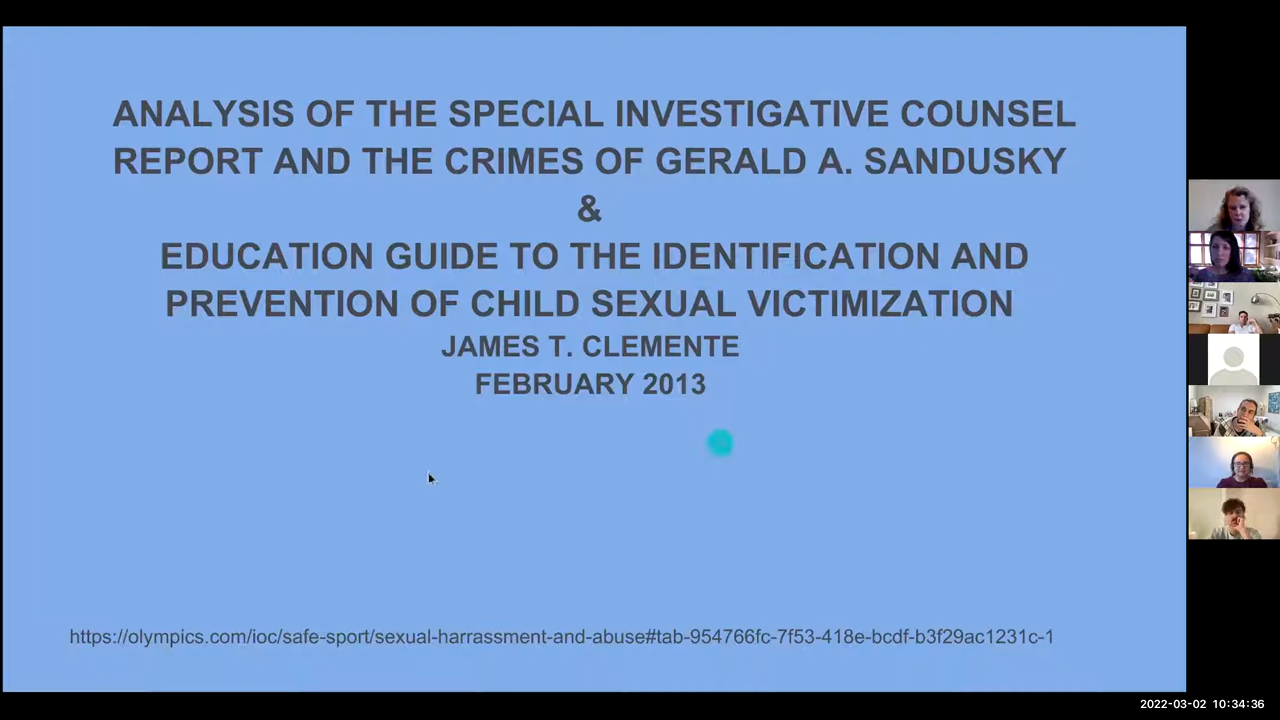 ANALYSIS OF THE SPECIAL INVESTIGATIVE COUNSEL
REPORT AND THE CRIMES OF GERALD A. SANDUSKY
&
EDUCATION GUIDE TO THE IDENTIFICATION AND
PREVENTION OF CHILD SEXUAL VICTIMIZATION
JAMES T. CLEMENTE
FEBRUARY 2013
https://olympics.com/ioc/safe-sport/sexual-harrassment-and-abuse#tab-954766fc-7f53-418e-bcdf-b3f29ac1231c-1
2022-03-02 10:34:36